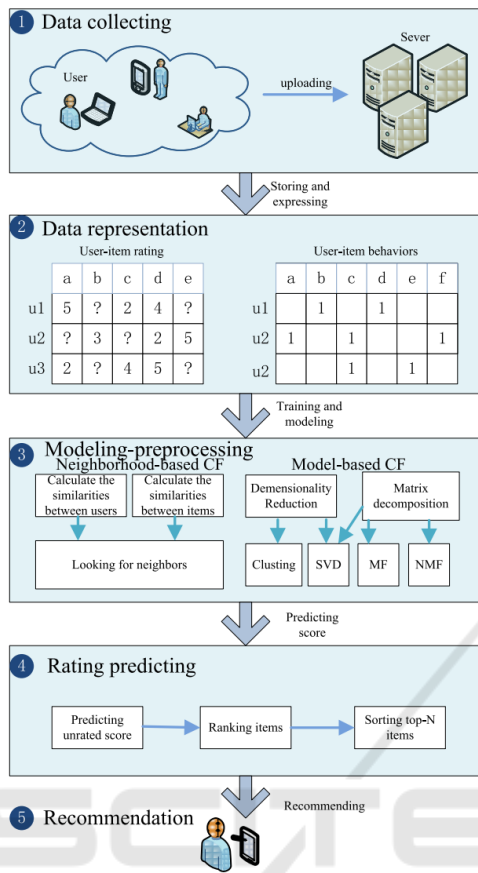 1 Data collecting
User
uploading
Sever
Storing and
expressing
2 Data representation
User-item rating
a b c d e
u1 5 ? 2 4 ?
u2 ? 3 ? 2 5
u3 2 ? 4 5 ?
User-item behaviors
a b c d e f
u1 1 1
u2 1 1 1
u2 1 1
Training and
modeling
3 Modeling-preprocessing
Neighborhood-based CF
Calculate the
similarities
between users
Calculate the
similarities
between items
Looking for neighbors
Model-based CF
Demensionality
Reduction
Matrix
decomposition
Clusting
SVD
MF
NMF
Predicting
score
4 Rating predicting
Predicting
unrated score
Ranking items
Sorting top-N
items
Recommending
5 Recommendation
SCITE